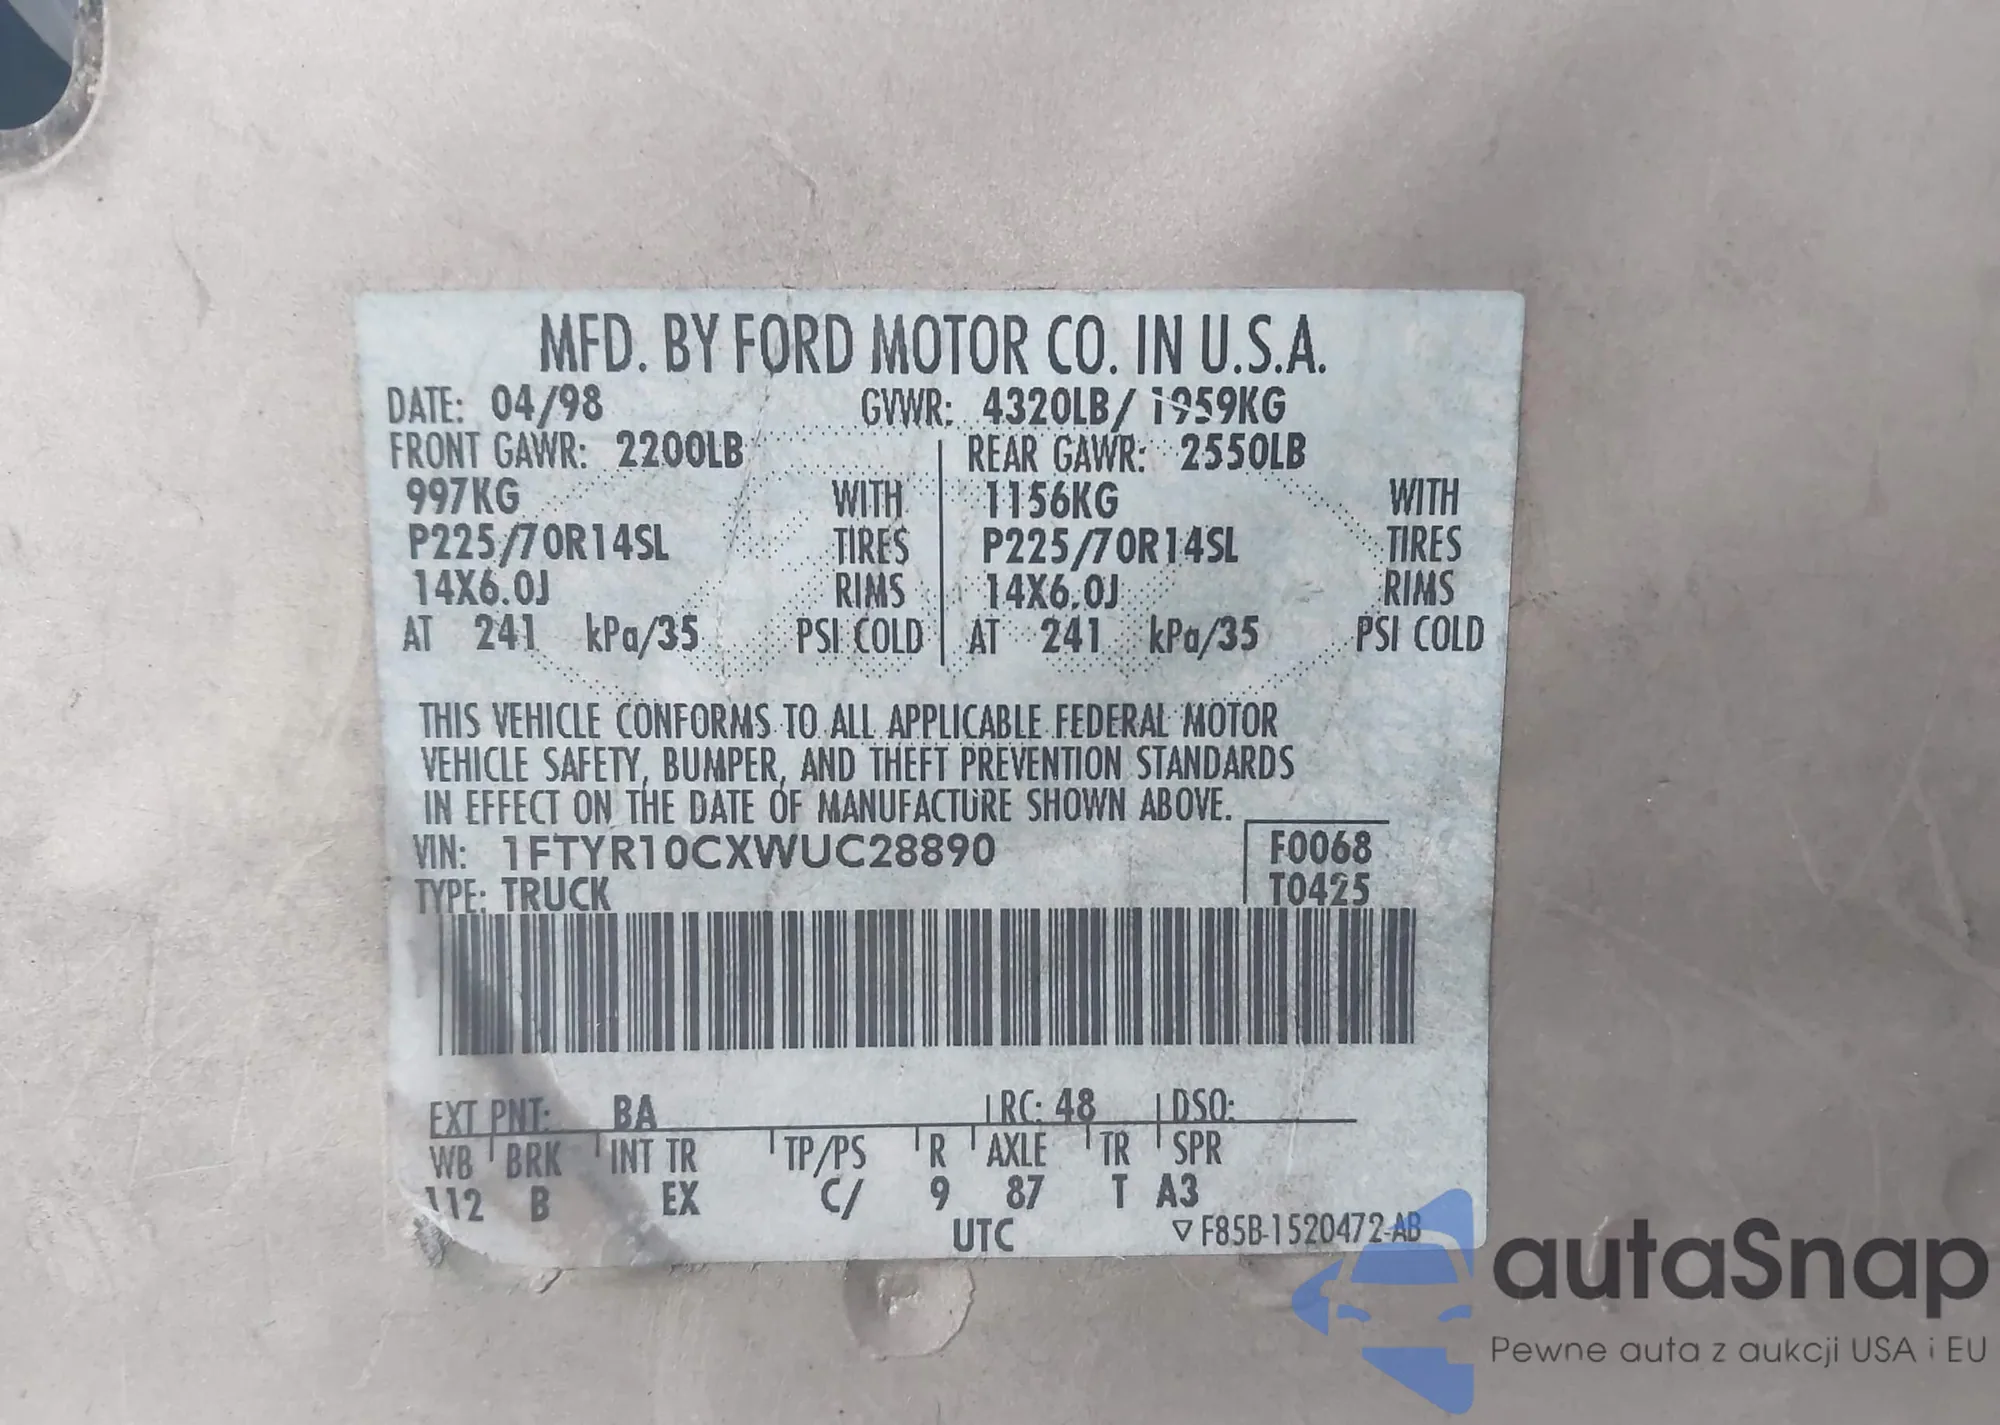 MFD. BY FORD MOTOR CO. IN U.S.A.
DATE: 04/98 GVWR: 4320LB/ 1959KG
FRONT GAWR: 2200LB REAR GAWR: 2550LB
997KG WITH 1156KG WITH
P225/70R14SL TIRES P225/70R14SL TIRES
14X6.0J RIMS 14X6.0J RIMS
AT 241 kPa/35 PSI COLD AT 241 kPa/35 PSI COLD
THIS VEHICLE CONFORMS TO ALL APPLICABLE FEDERAL MOTOR
VEHICLE SAFETY, BUMPER, AND THEFT PREVENTION STANDARDS
IN EFFECT ON THE DATE OF MANUFACTURE SHOWN ABOVE.
VIN: 1FTYR10CXWUC28890 F0068
TYPE: TRUCK T0425
EXT PNT: BA RC: 48 DSO:
WB BRK INT TR TP/PS R AXLE TR SPR
112 B EX C/ 9 87 T A3
UTC ▽ F85B-1520472-AB
autaSnap
Pewne auta z aukcji USA i EU